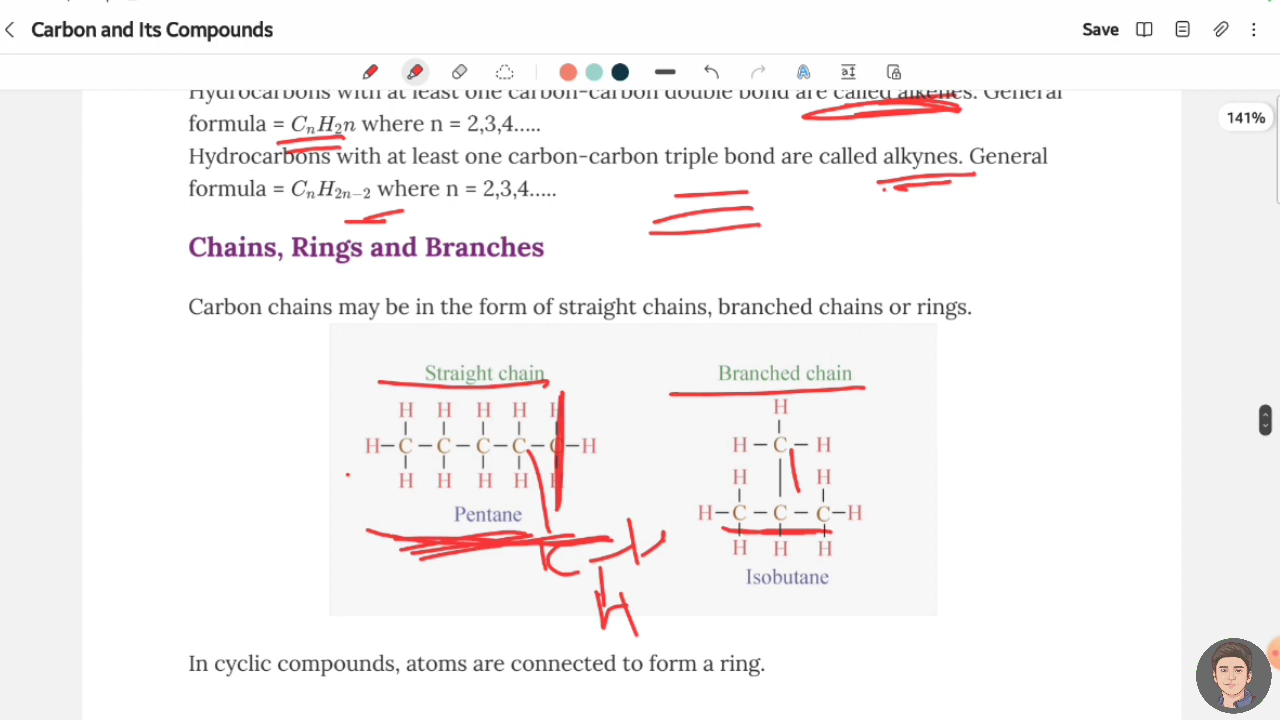 Carbon and Its Compounds
Save
141%
Hydrocarbons with at least one carbon-carbon double bond are called alkenes. General
formula = CₙH₂n where n = 2,3,4.....
Hydrocarbons with at least one carbon-carbon triple bond are called alkynes. General
formula = CₙH₂ₙ₋₂ where n = 2,3,4.....
Chains, Rings and Branches
Carbon chains may be in the form of straight chains, branched chains or rings.
Straight chain
H H H H H
H–C–C–C–C–C–H
H H H H H
Pentane
C
H
Branched chain
H
H–C–H
H H
H–C–C–C–H
H H H
Isobutane
In cyclic compounds, atoms are connected to form a ring.